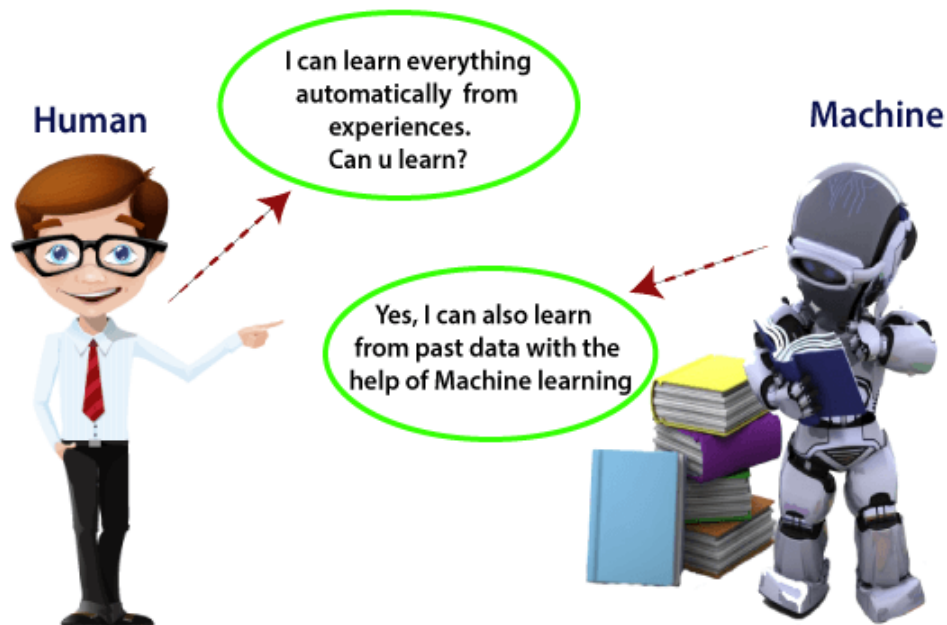 Human
I can learn everything
automatically from
experiences.
Can u learn?
Machine
Yes, I can also learn
from past data with the
help of Machine learning